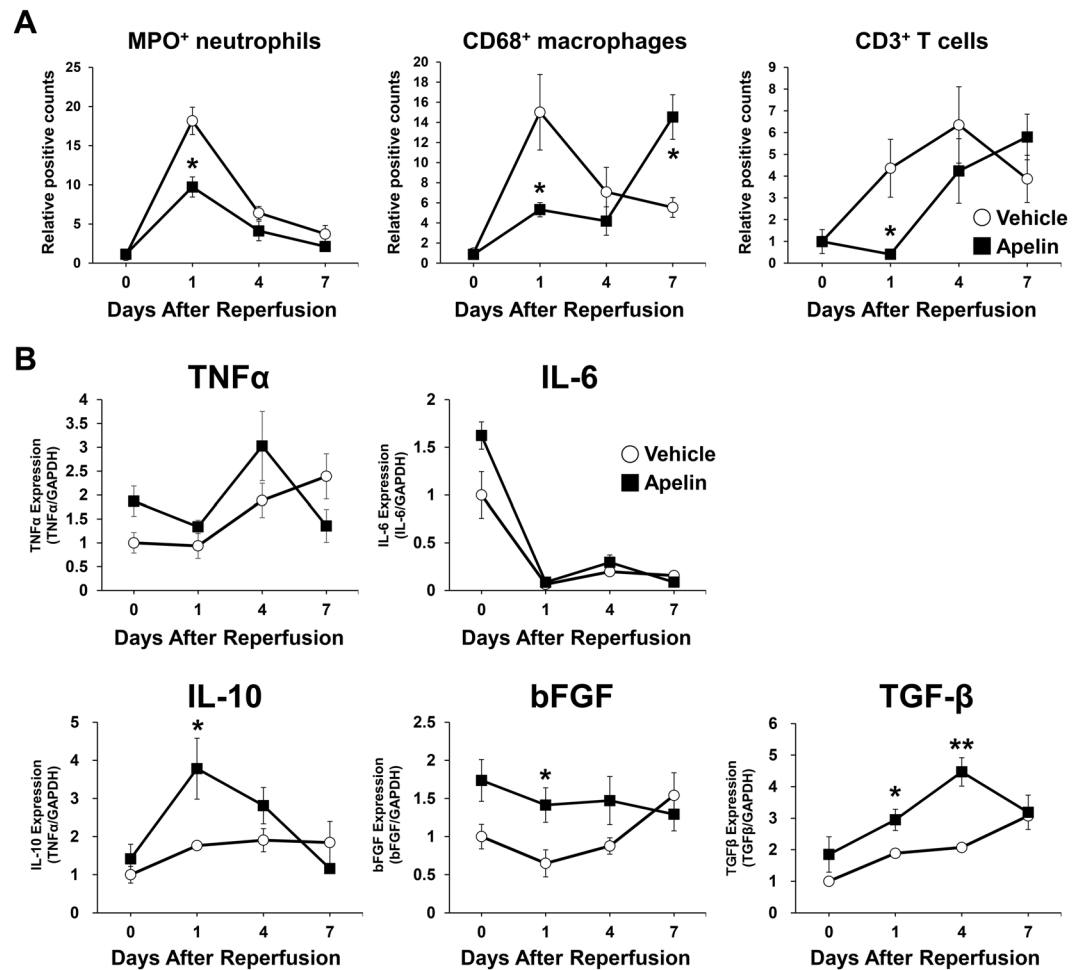 A
MPO⁺ neutrophils
Relative positive counts
25
20
15
10
5
0
*
0 1 4 7
Days After Reperfusion
CD68⁺ macrophages
Relative positive counts
20
18
16
14
12
10
8
6
4
2
0
*
*
0 1 4 7
Days After Reperfusion
CD3⁺ T cells
Relative positive counts
9
8
7
6
5
4
3
2
1
0
*
Vehicle
Apelin
0 1 4 7
Days After Reperfusion
B
TNFα
TNFα Expression
(TNFα/GAPDH)
4
3.5
3
2.5
2
1.5
1
0.5
0
0 1 4 7
Days After Reperfusion
IL-6
IL-6 Expression
(IL-6/GAPDH)
2
1.5
1
0.5
0
Vehicle
Apelin
0 1 4 7
Days After Reperfusion
IL-10
IL-10 Expression
(TNFα/GAPDH)
5
4
3
2
1
0
*
0 1 4 7
Days After Reperfusion
bFGF
bFGF Expression
(bFGF/GAPDH)
2.5
2
1.5
1
0.5
0
*
0 1 4 7
Days After Reperfusion
TGF-β
TGFβ Expression
(TGFβ/GAPDH)
6
5
4
3
2
1
0
*
**
0 1 4 7
Days After Reperfusion